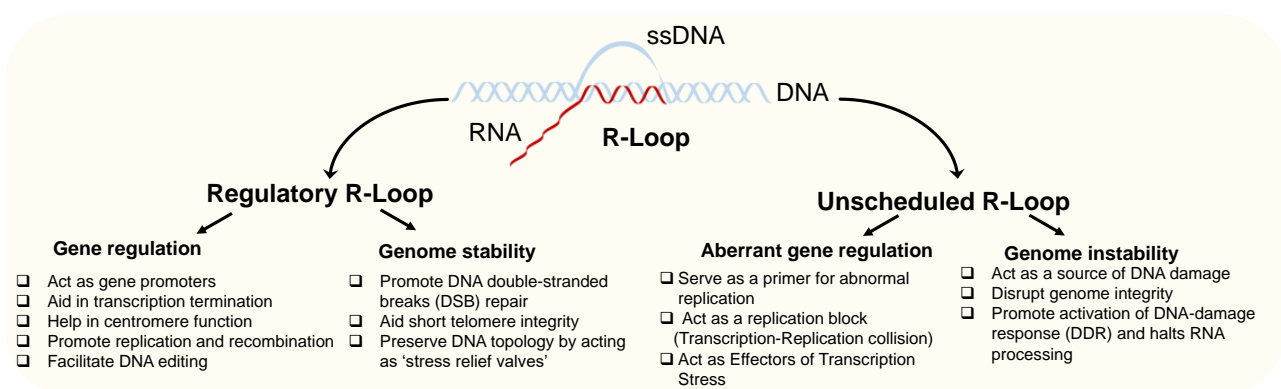 ssDNA
DNA
RNA
R-Loop
Regulatory R-Loop
Gene regulation
❑ Act as gene promoters
❑ Aid in transcription termination
❑ Help in centromere function
❑ Promote replication and recombination
❑ Facilitate DNA editing
Genome stability
❑ Promote DNA double-stranded
breaks (DSB) repair
❑ Aid short telomere integrity
❑ Preserve DNA topology by acting
as ‘stress relief valves’
Unscheduled R-Loop
Aberrant gene regulation
❑ Serve as a primer for abnormal
replication
❑ Act as a replication block
(Transcription-Replication collision)
❑ Act as Effectors of Transcription
Stress
Genome instability
❑ Act as a source of DNA damage
❑ Disrupt genome integrity
❑ Promote activation of DNA-damage
response (DDR) and halts RNA
processing